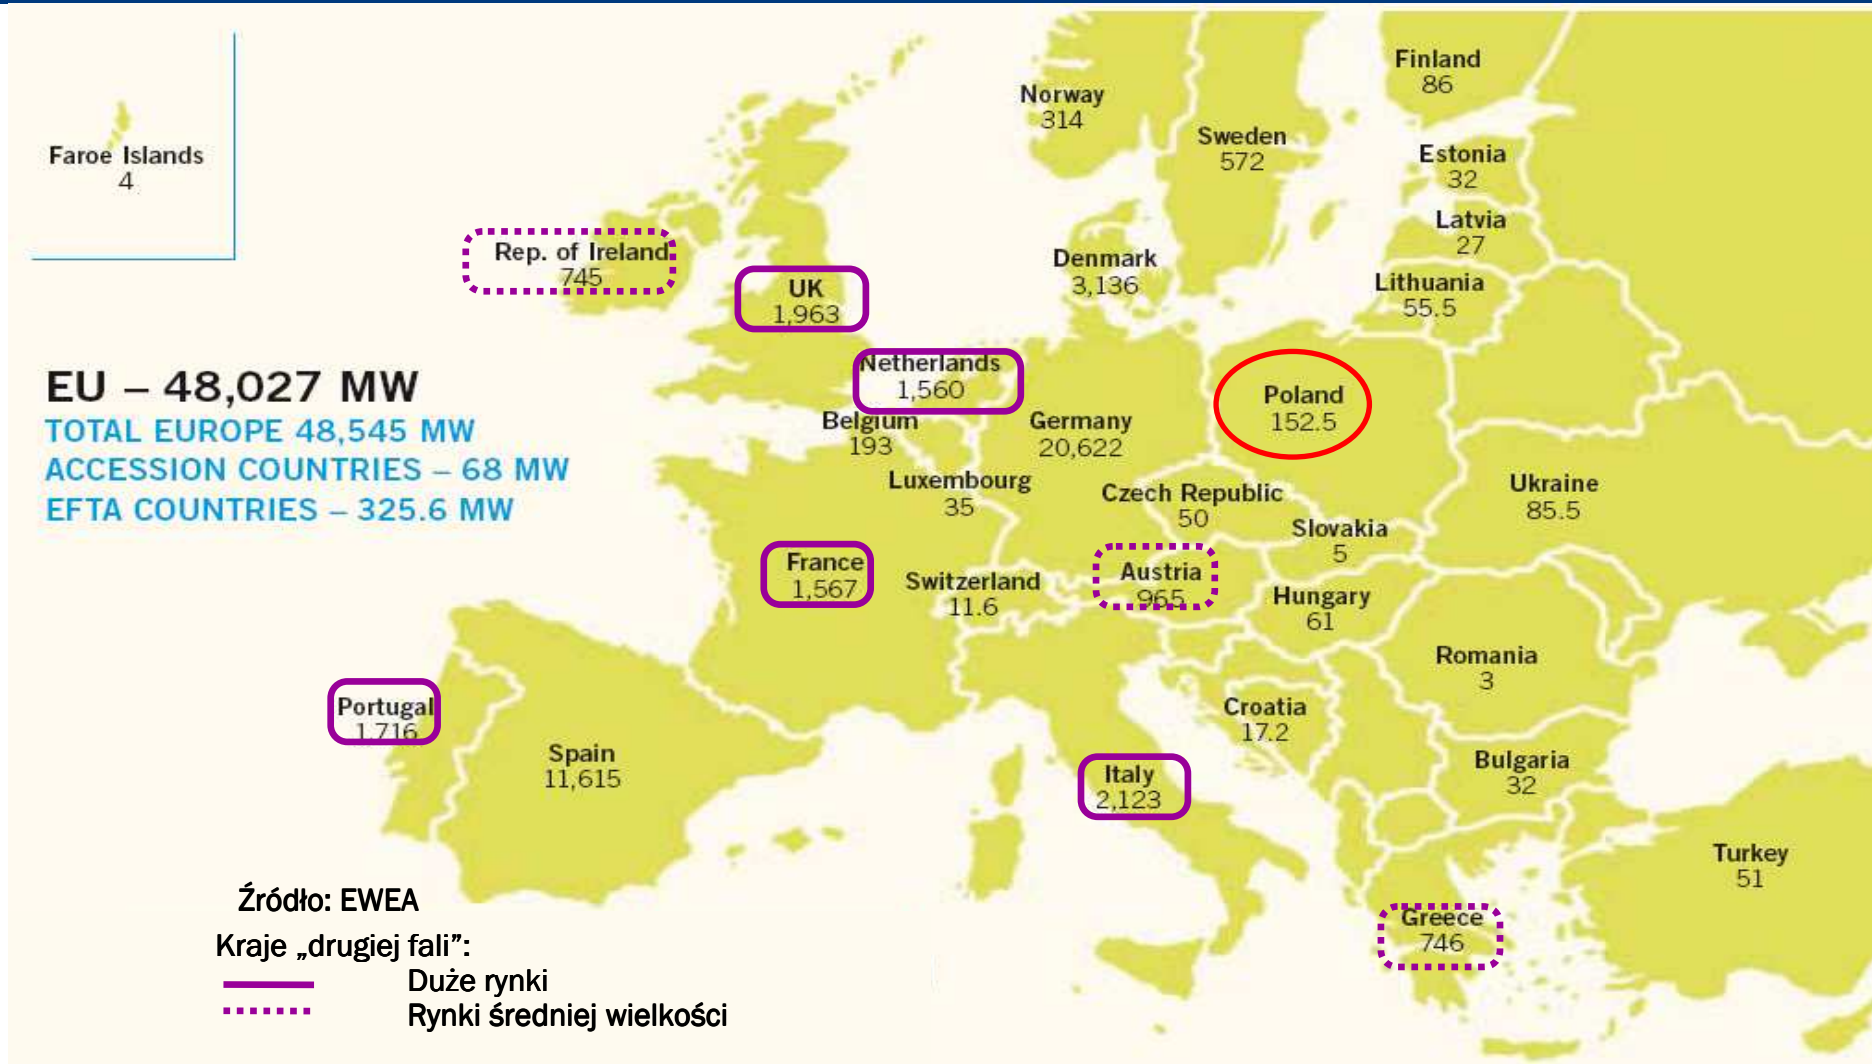 Faroe Islands
4
Norway
314
Finland
86
Sweden
572
Estonia
32
Latvia
27
Rep. of Ireland
745
UK
1,963
Denmark
3,136
Lithuania
55.5
EU – 48,027 MW
TOTAL EUROPE 48,545 MW
ACCESSION COUNTRIES – 68 MW
EFTA COUNTRIES – 325.6 MW
Netherlands
1,560
Poland
152.5
Belgium
193
Germany
20,622
Luxembourg
35
Czech Republic
50
Ukraine
85.5
Slovakia
5
France
1,567
Switzerland
11.6
Austria
965
Hungary
61
Romania
3
Portugal
1,716
Spain
11,615
Croatia
17.2
Bulgaria
32
Italy
2,123
Turkey
51
Greece
746
Źródło: EWEA
Kraje „drugiej fali”:
Duże rynki
Rynki średniej wielkości